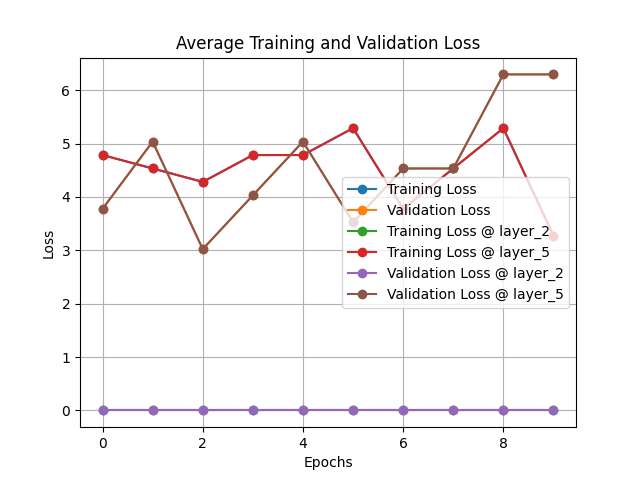 Average Training and Validation Loss
Loss
6
5
4
3
2
1
0
Training Loss
Validation Loss
Training Loss @ layer_2
Training Loss @ layer_5
Validation Loss @ layer_2
Validation Loss @ layer_5
0 2 4 6 8
Epochs